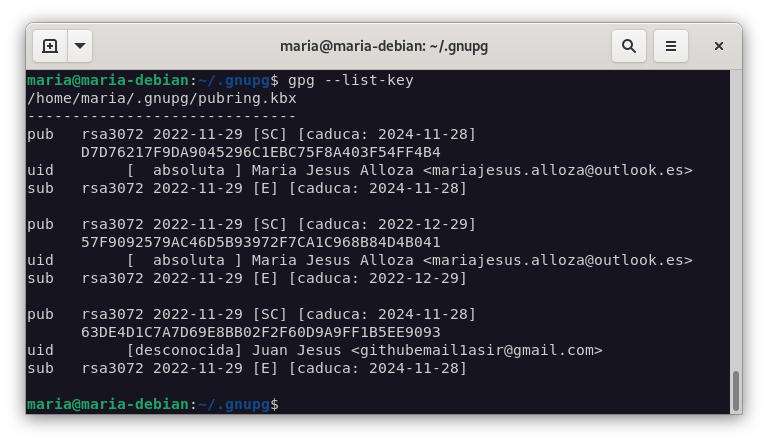 maria@maria-debian: ~/.gnupg
maria@maria-debian:~/.gnupg$ gpg --list-key
/home/maria/.gnupg/pubring.kbx
------------------------------
pub   rsa3072 2022-11-29 [SC] [caduca: 2024-11-28]
      D7D76217F9DA9045296C1EBC75F8A403F54FF4B4
uid        [  absoluta ] Maria Jesus Alloza <mariajesus.alloza@outlook.es>
sub   rsa3072 2022-11-29 [E] [caduca: 2024-11-28]

pub   rsa3072 2022-11-29 [SC] [caduca: 2022-12-29]
      57F9092579AC46D5B93972F7CA1C968B84D4B041
uid        [  absoluta ] Maria Jesus Alloza <mariajesus.alloza@outlook.es>
sub   rsa3072 2022-11-29 [E] [caduca: 2022-12-29]

pub   rsa3072 2022-11-29 [SC] [caduca: 2024-11-28]
      63DE4D1C7A7D69E8BB02F2F60D9A9FF1B5EE9093
uid        [desconocida] Juan Jesus <githubemail1asir@gmail.com>
sub   rsa3072 2022-11-29 [E] [caduca: 2024-11-28]

maria@maria-debian:~/.gnupg$